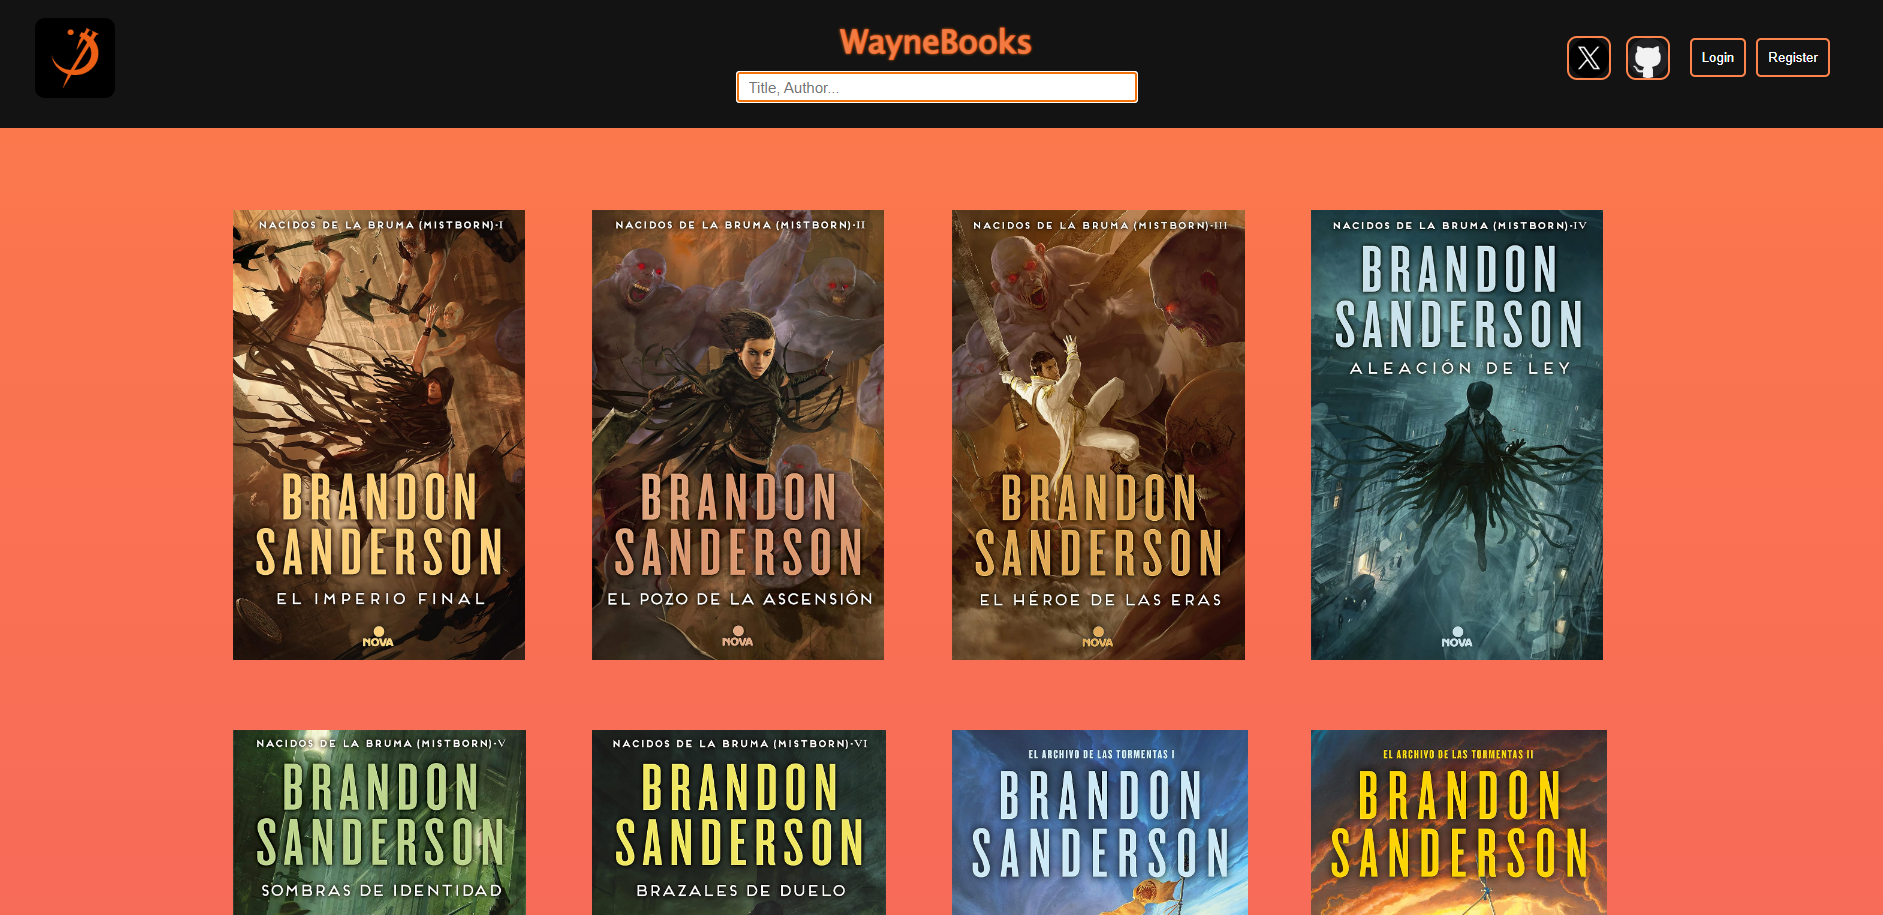 WayneBooks
Title, Author...
Login
Register
NACIDOS DE LA BRUMA (MISTBORN)-I
BRANDON
SANDERSON
EL IMPERIO FINAL
NOVA
NACIDOS DE LA BRUMA (MISTBORN)-II
BRANDON
SANDERSON
EL POZO DE LA ASCENSIÓN
NOVA
NACIDOS DE LA BRUMA (MISTBORN)-III
BRANDON
SANDERSON
EL HÉROE DE LAS ERAS
NOVA
NACIDOS DE LA BRUMA (MISTBORN)-IV
BRANDON
SANDERSON
ALEACIÓN DE LEY
NOVA
NACIDOS DE LA BRUMA (MISTBORN)-V
BRANDON
SANDERSON
SOMBRAS DE IDENTIDAD
NACIDOS DE LA BRUMA (MISTBORN)-VI
BRANDON
SANDERSON
BRAZALES DE DUELO
EL ARCHIVO DE LAS TORMENTAS I
BRANDON
SANDERSON
EL ARCHIVO DE LAS TORMENTAS II
BRANDON
SANDERSON